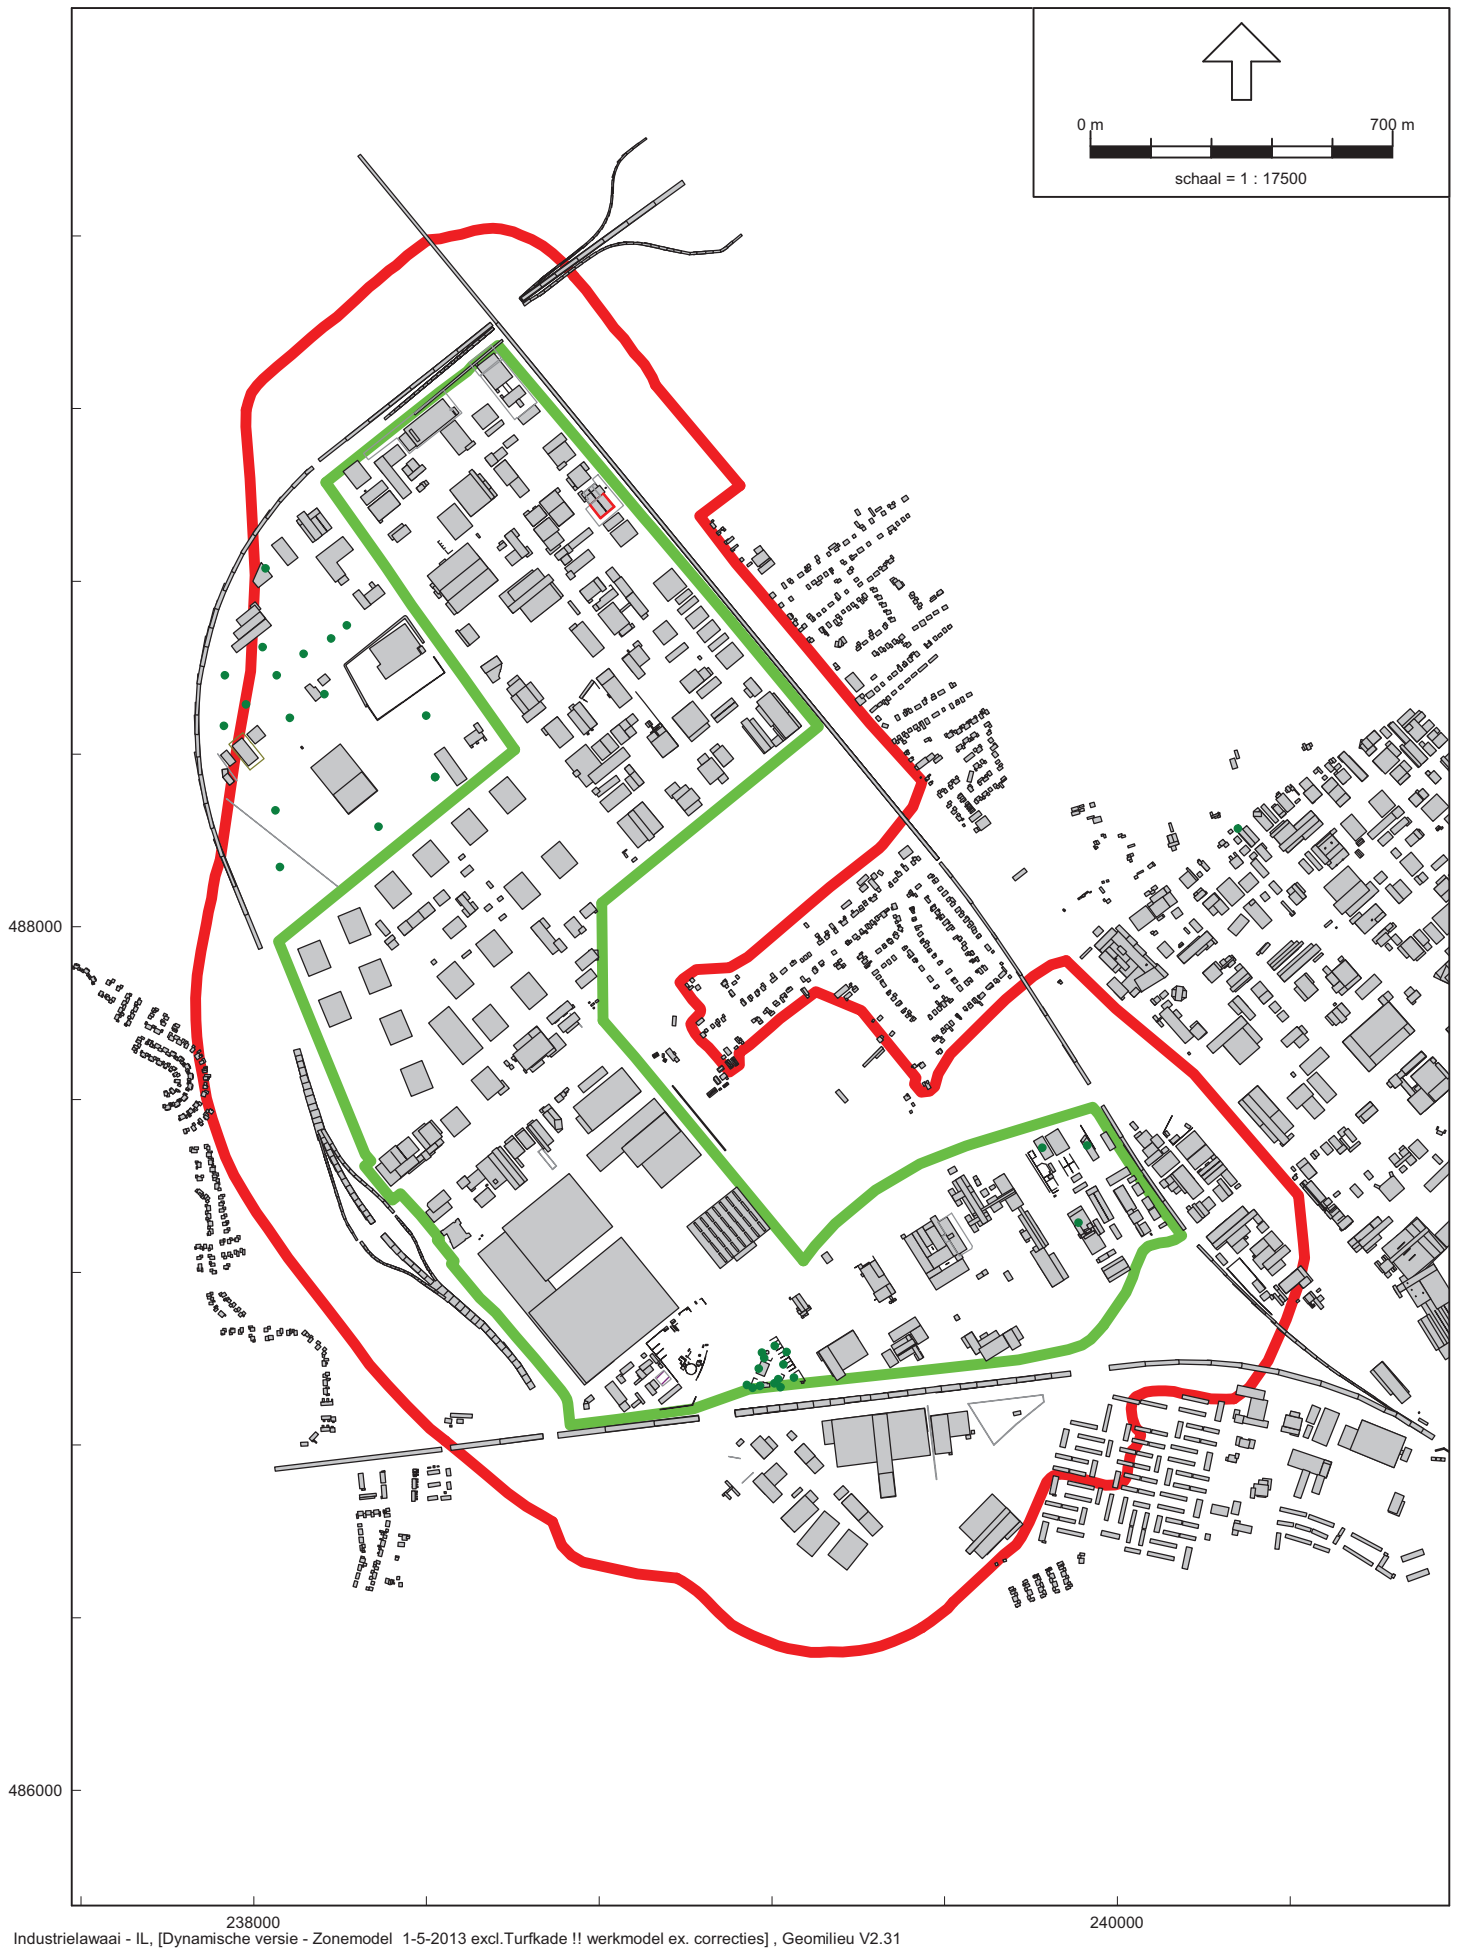 0 m 700 m
schaal = 1 : 17500
488000
486000
238000 240000
Industrielawaai - IL, [Dynamische versie - Zonemodel 1-5-2013 excl.Turfkade !! werkmodel ex. correcties] , Geomilieu V2.31